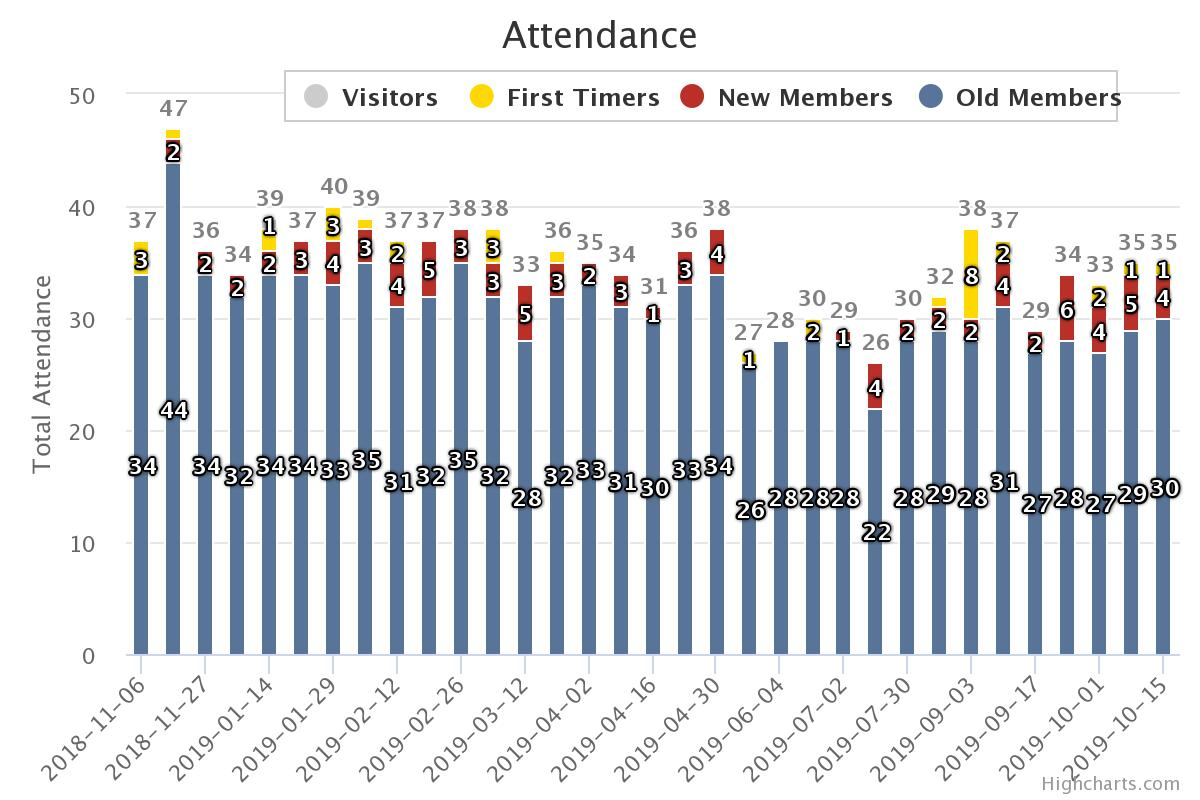 Attendance
Visitors First Timers New Members Old Members
Total Attendance
50
40
30
20
10
0
37 47 36 34 39 37 40 39 37 37 38 38 33 36 35 34 31 36 38 27 28 30 29 26 30 32 38 37 29 34 33 35 35
3 1 3 2 3 2 1 8 2 2 1 1
2 2 2 2 3 4 3 4 5 3 3 5 3 2 3 1 3 4 1 4 2 2 2 4 2 6 4 5 4
34 44 34 32 34 34 33 35 31 32 35 32 28 32 33 31 30 33 34 26 28 28 28 22 28 29 28 31 27 28 27 29 30
2018-11-06
2018-11-27
2019-01-14
2019-01-29
2019-02-12
2019-02-26
2019-03-12
2019-04-02
2019-04-16
2019-04-30
2019-06-04
2019-07-02
2019-07-30
2019-09-03
2019-09-17
2019-10-01
2019-10-15
Highcharts.com